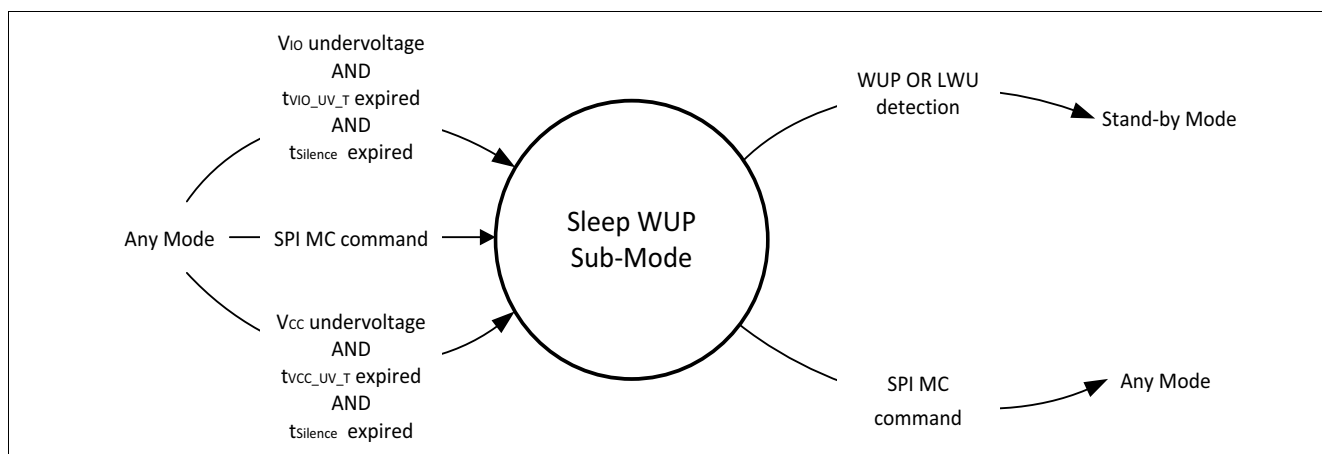 VIO undervoltage
AND
tVIO_UV_T expired
AND
tSilence expired
Any Mode
SPI MC command
VCC undervoltage
AND
tVCC_UV_T expired
AND
tSilence expired
Sleep WUP
Sub-Mode
WUP OR LWU
detection
Stand-by Mode
SPI MC
command
Any Mode